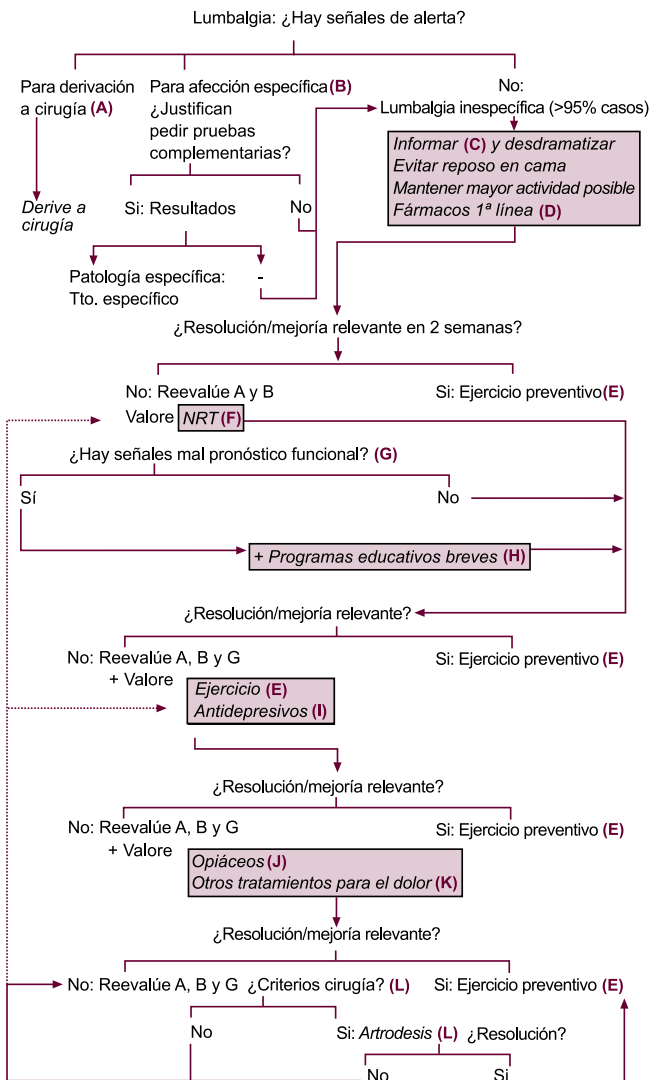 Lumbalgia: ¿Hay señales de alerta?
Para derivación
a cirugía (A)
Derive a
cirugía
Para afección específica (B)
¿Justifican
pedir pruebas
complementarias?
Si: Resultados
No
Patología específica:
Tto. específico
-
No:
Lumbalgia inespecífica (>95% casos)
Informar (C) y desdramatizar
Evitar reposo en cama
Mantener mayor actividad posible
Fármacos 1ª línea (D)
¿Resolución/mejoría relevante en 2 semanas?
No: Reevalúe A y B
Valore NRT (F)
Si: Ejercicio preventivo (E)
¿Hay señales mal pronóstico funcional? (G)
Sí
No
+ Programas educativos breves (H)
¿Resolución/mejoría relevante?
No: Reevalúe A, B y G
+ Valore
Si: Ejercicio preventivo (E)
Ejercicio (E)
Antidepresivos (I)
¿Resolución/mejoría relevante?
No: Reevalúe A, B y G
+ Valore
Si: Ejercicio preventivo (E)
Opiáceos (J)
Otros tratamientos para el dolor (K)
¿Resolución/mejoría relevante?
No: Reevalúe A, B y G ¿Criterios cirugía? (L)
Si: Ejercicio preventivo (E)
No
Si: Artrodesis (L) ¿Resolución?
No
Si